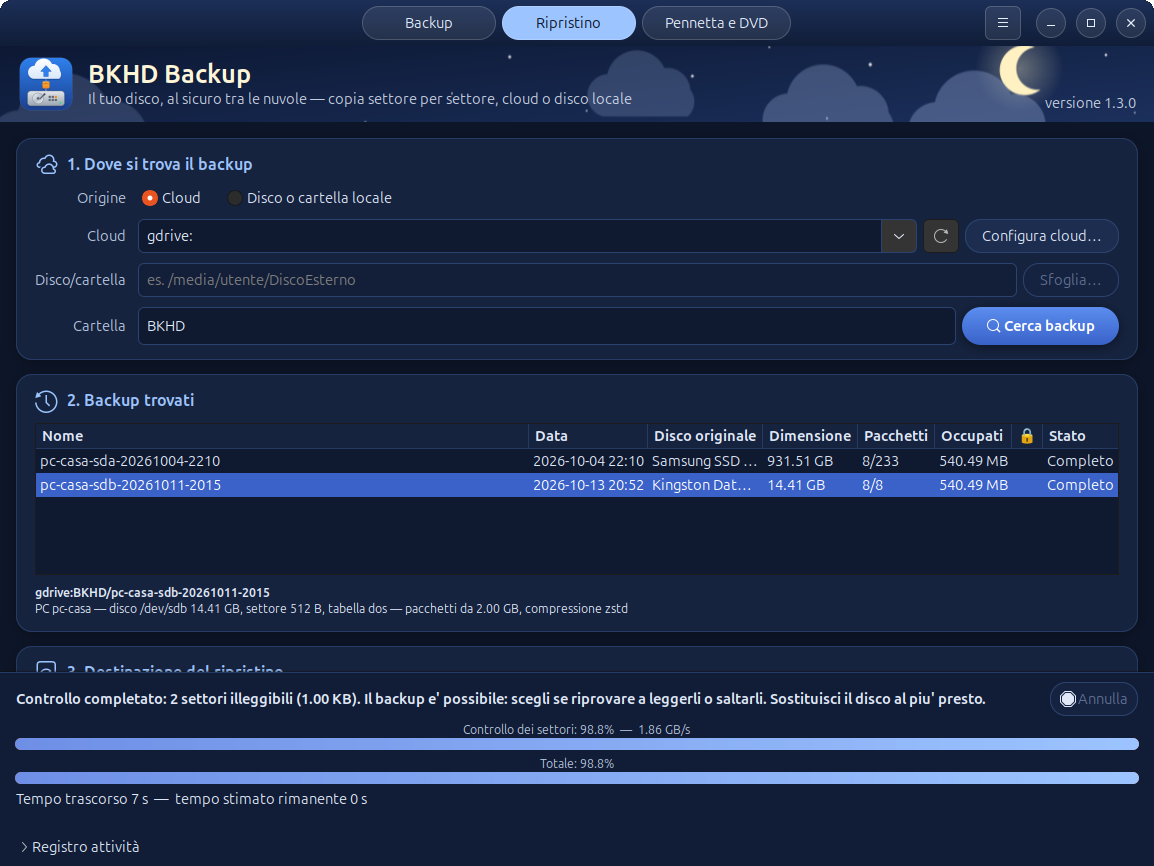 Backup Ripristino Pennetta e DVD
BKHD Backup
Il tuo disco, al sicuro tra le nuvole — copia settore per settore, cloud o disco locale
versione 1.3.0
1. Dove si trova il backup
Origine Cloud Disco o cartella locale
Cloud gdrive: Configura cloud…
Disco/cartella es. /media/utente/DiscoEsterno Sfoglia…
Cartella BKHD Cerca backup
2. Backup trovati
Nome Data Disco originale Dimensione Pacchetti Occupati 🔒 Stato
pc-casa-sda-20261004-2210 2026-10-04 22:10 Samsung SSD … 931.51 GB 8/233 540.49 MB Completo
pc-casa-sdb-20261011-2015 2026-10-13 20:52 Kingston Dat… 14.41 GB 8/8 540.49 MB Completo
gdrive:BKHD/pc-casa-sdb-20261011-2015
PC pc-casa — disco /dev/sdb 14.41 GB, settore 512 B, tabella dos — pacchetti da 2.00 GB, compressione zstd
3. Destinazione del ripristino
Controllo completato: 2 settori illeggibili (1.00 KB). Il backup e' possibile: scegli se riprovare a leggerli o saltarli. Sostituisci il disco al piu' presto.
Annulla
Controllo dei settori: 98.8% — 1.86 GB/s
Totale: 98.8%
Tempo trascorso 7 s — tempo stimato rimanente 0 s
Registro attività